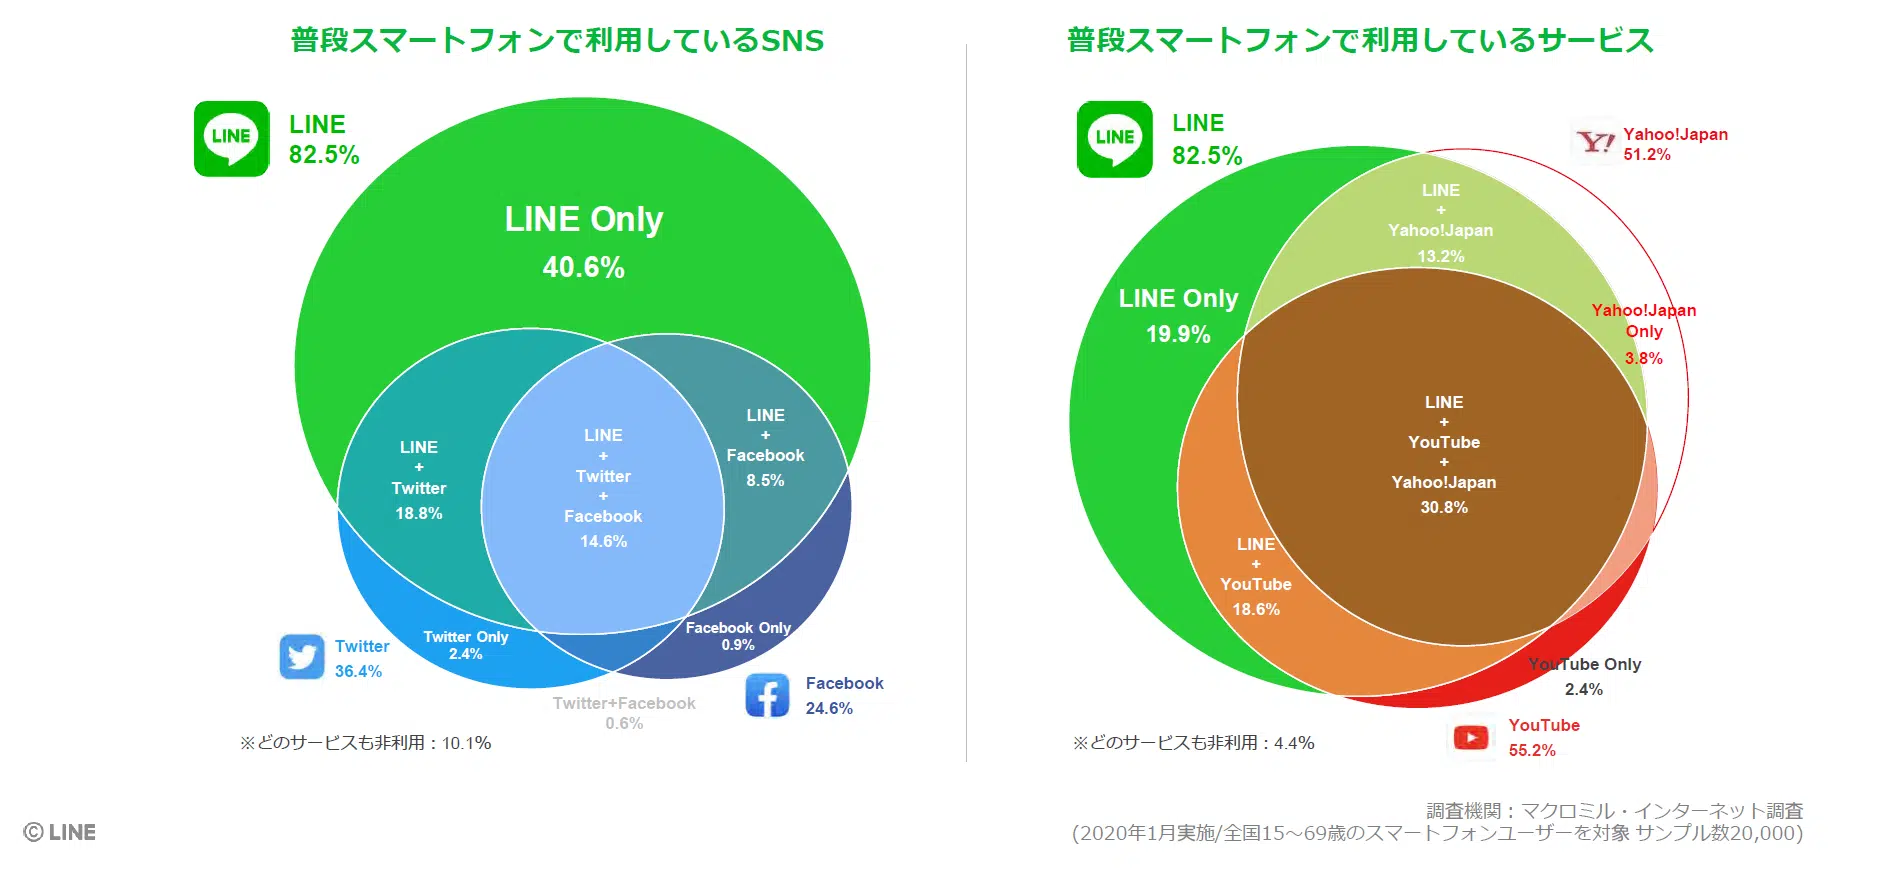 普段スマートフォンで利用しているSNS
LINE
LINE
82.5%
LINE Only
40.6%
LINE
+
Twitter
18.8%
LINE
+
Twitter
+
Facebook
14.6%
LINE
+
Facebook
8.5%
Twitter Only
2.4%
Facebook Only
0.9%
Twitter
36.4%
Twitter+Facebook
0.6%
Facebook
24.6%
※どのサービスも非利用：10.1%
普段スマートフォンで利用しているサービス
LINE
LINE
82.5%
Y!
Yahoo!Japan
51.2%
LINE
+
Yahoo!Japan
13.2%
LINE Only
19.9%
Yahoo!Japan
Only
3.8%
LINE
+
YouTube
+
Yahoo!Japan
30.8%
LINE
+
YouTube
18.6%
YouTube Only
2.4%
YouTube
55.2%
※どのサービスも非利用：4.4%
調査機関：マクロミル・インターネット調査
(2020年1月実施/全国15～69歳のスマートフォンユーザーを対象 サンプル数20,000)
© LINE